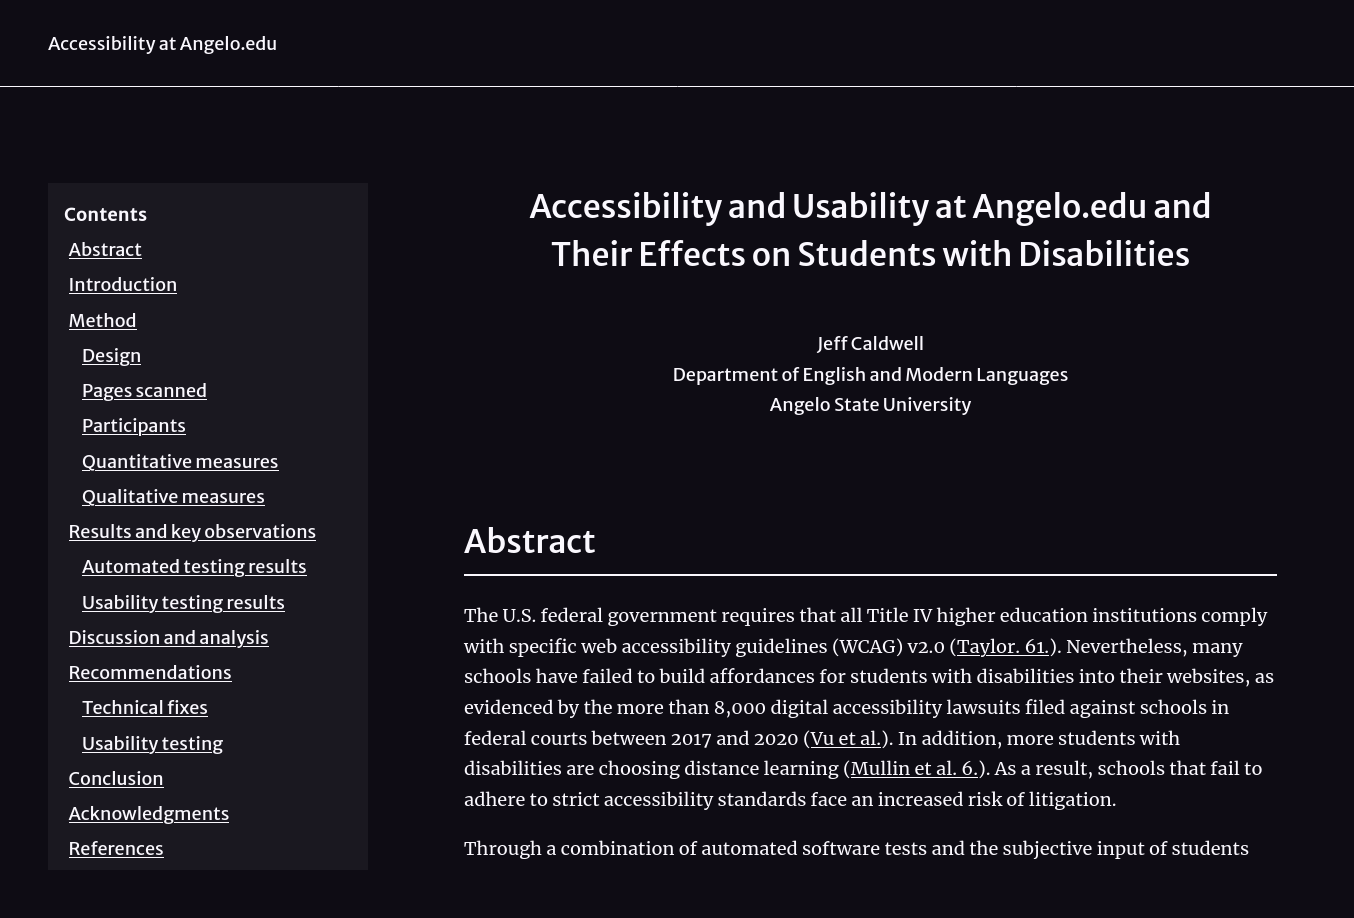 Accessibility at Angelo.edu
Contents
Abstract
Introduction
Method
Design
Pages scanned
Participants
Quantitative measures
Qualitative measures
Results and key observations
Automated testing results
Usability testing results
Discussion and analysis
Recommendations
Technical fixes
Usability testing
Conclusion
Acknowledgments
References
Accessibility and Usability at Angelo.edu and
Their Effects on Students with Disabilities
Jeff Caldwell
Department of English and Modern Languages
Angelo State University
Abstract
The U.S. federal government requires that all Title IV higher education institutions comply
with specific web accessibility guidelines (WCAG) v2.0 (Taylor. 61.). Nevertheless, many
schools have failed to build affordances for students with disabilities into their websites, as
evidenced by the more than 8,000 digital accessibility lawsuits filed against schools in
federal courts between 2017 and 2020 (Vu et al.). In addition, more students with
disabilities are choosing distance learning (Mullin et al. 6.). As a result, schools that fail to
adhere to strict accessibility standards face an increased risk of litigation.
Through a combination of automated software tests and the subjective input of students